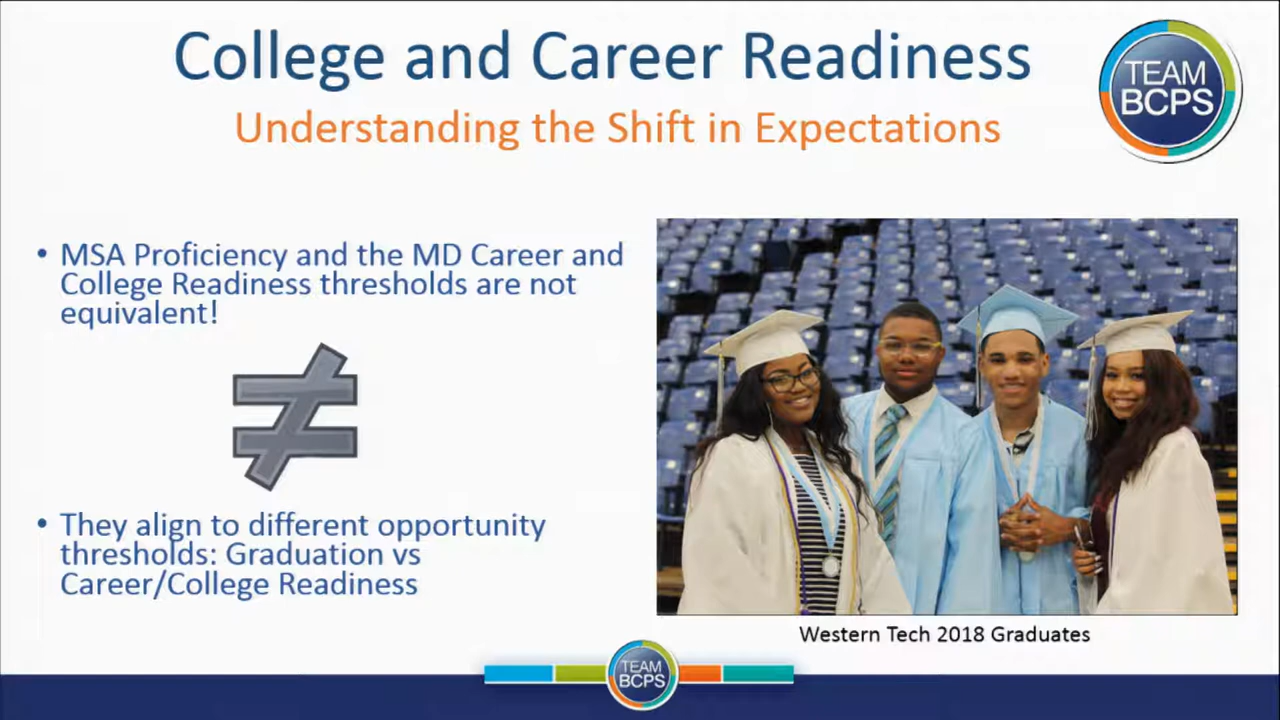 College and Career Readiness
Understanding the Shift in Expectations
TEAM
BCPS
• MSA Proficiency and the MD Career and
College Readiness thresholds are not
equivalent!
≠
• They align to different opportunity
thresholds: Graduation vs
Career/College Readiness
Western Tech 2018 Graduates
TEAM
BCPS